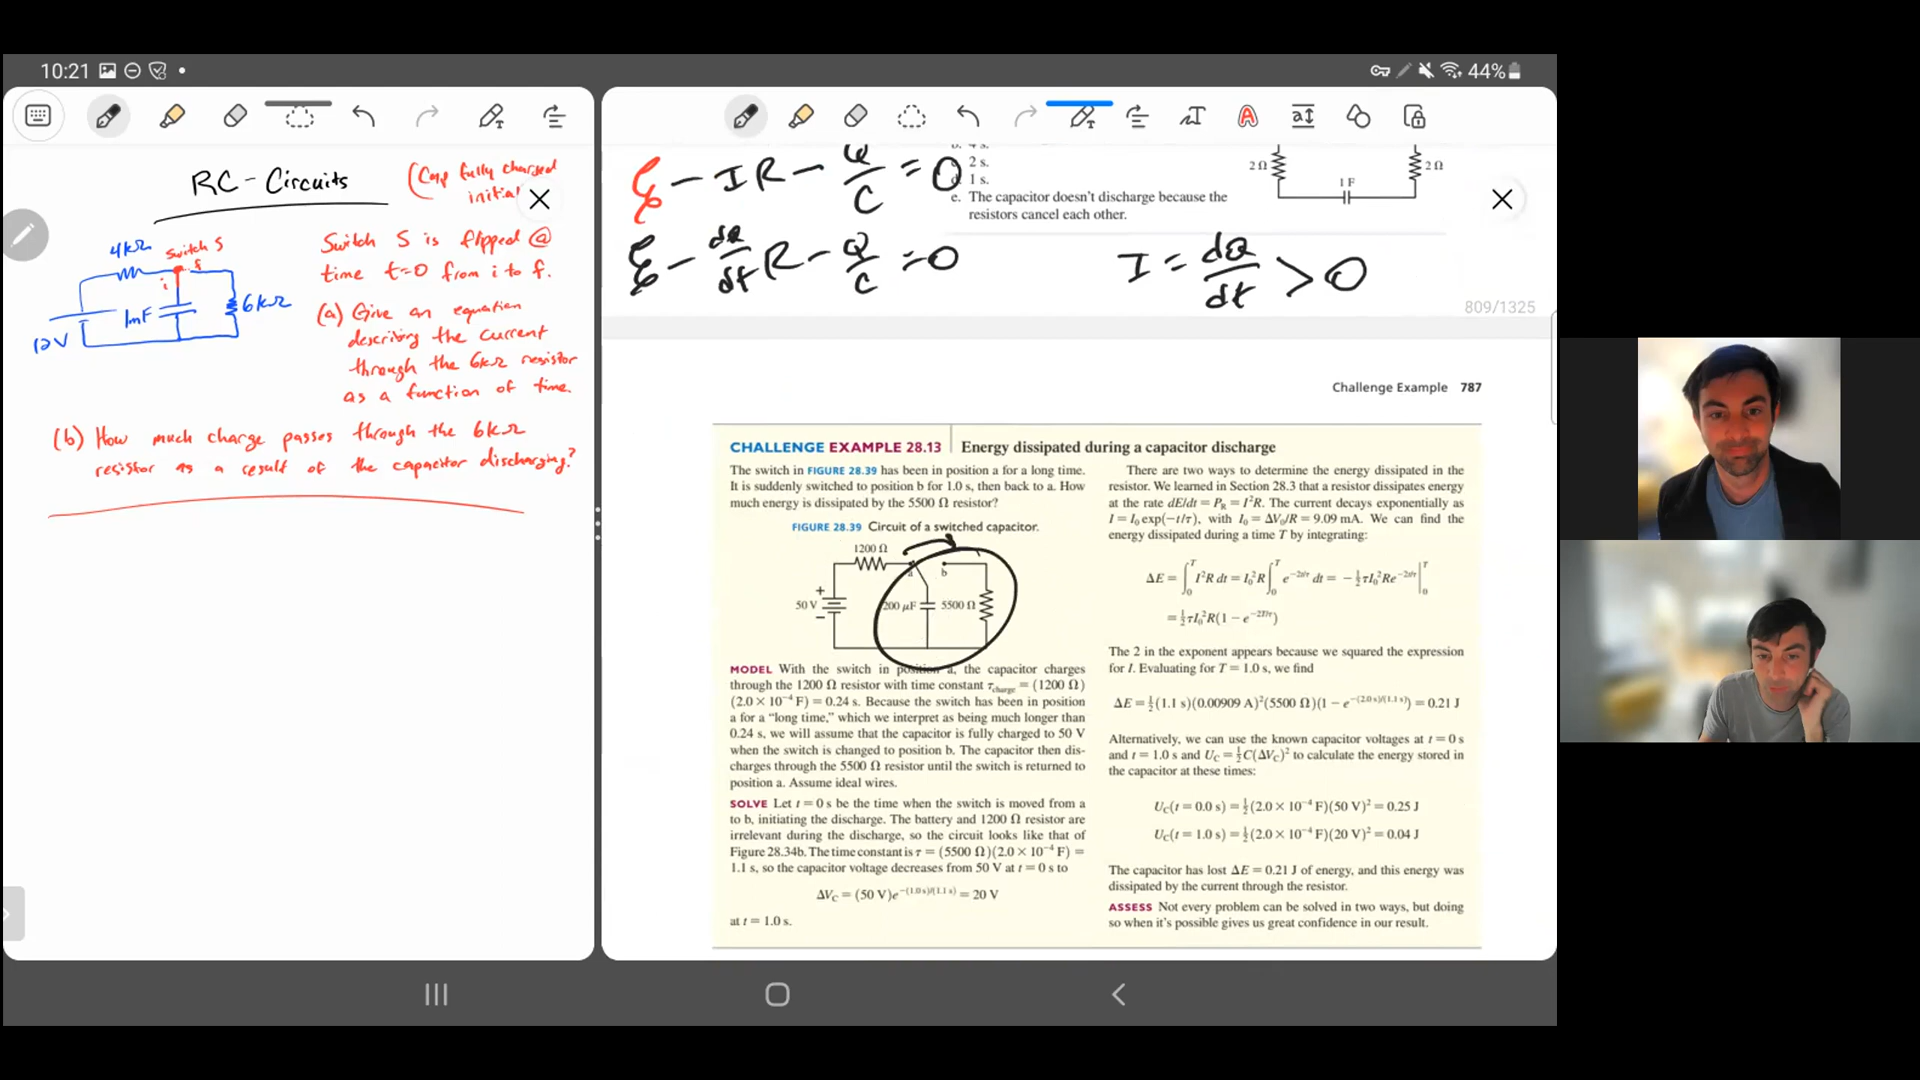 10:21
44%
RC-Circuits
(Cap fully charged
4kΩ
Switch S
i
f
1mF
6kΩ
12V
Switch S is flipped @
time t=0 from i to f.
(a) Give an equation
describing the current
through the 6kΩ resistor
as a function of time.
(b) How much charge passes through the 6kΩ
resistor as a result of the capacitor discharging?
ξ - IR - Q/C = 0
ξ - dQ/dt R - Q/C = 0
I = dQ/dt > 0
2 s.
1 s.
e. The capacitor doesn't discharge because the
resistors cancel each other.
2 Ω
1 F
2 Ω
809/1325
Challenge Example 787
CHALLENGE EXAMPLE 28.13 Energy dissipated during a capacitor discharge
The switch in FIGURE 28.39 has been in position a for a long time.
It is suddenly switched to position b for 1.0 s, then back to a. How
much energy is dissipated by the 5500 Ω resistor?
FIGURE 28.39 Circuit of a switched capacitor.
1200 Ω
a
b
50 V
+
−
200 μF
5500 Ω
MODEL With the switch in position a, the capacitor charges
through the 1200 Ω resistor with time constant τcharge = (1200 Ω)
(2.0 × 10⁻⁴ F) = 0.24 s. Because the switch has been in position
a for a “long time,” which we interpret as being much longer than
0.24 s, we will assume that the capacitor is fully charged to 50 V
when the switch is changed to position b. The capacitor then dis-
charges through the 5500 Ω resistor until the switch is returned to
position a. Assume ideal wires.
SOLVE Let t = 0 s be the time when the switch is moved from a
to b, initiating the discharge. The battery and 1200 Ω resistor are
irrelevant during the discharge, so the circuit looks like that of
Figure 28.34b. The time constant is τ = (5500 Ω)(2.0 × 10⁻⁴ F) =
1.1 s, so the capacitor voltage decreases from 50 V at t = 0 s to
ΔVC = (50 V)e^−(1.0 s)/(1.1 s) = 20 V
at t = 1.0 s.
There are two ways to determine the energy dissipated in the
resistor. We learned in Section 28.3 that a resistor dissipates energy
at the rate dE/dt = PR = I²R. The current decays exponentially as
I = I₀ exp(−t/τ), with I₀ = ΔV₀/R = 9.09 mA. We can find the
energy dissipated during a time T by integrating:
ΔE = ∫₀ᵀ I²R dt = I₀²R ∫₀ᵀ e^−2t/τ dt = −½τI₀²Re^−2t/τ |₀ᵀ
= ½τI₀²R(1 − e^−2T/τ)
The 2 in the exponent appears because we squared the expression
for I. Evaluating for T = 1.0 s, we find
ΔE = ½(1.1 s)(0.00909 A)²(5500 Ω)(1 − e^−(2.0 s)/(1.1 s)) = 0.21 J
Alternatively, we can use the known capacitor voltages at t = 0 s
and t = 1.0 s and UC = ½C(ΔVC)² to calculate the energy stored in
the capacitor at these times:
UC(t = 0.0 s) = ½(2.0 × 10⁻⁴ F)(50 V)² = 0.25 J
UC(t = 1.0 s) = ½(2.0 × 10⁻⁴ F)(20 V)² = 0.04 J
The capacitor has lost ΔE = 0.21 J of energy, and this energy was
dissipated by the current through the resistor.
ASSESS Not every problem can be solved in two ways, but doing
so when it's possible gives us great confidence in our result.